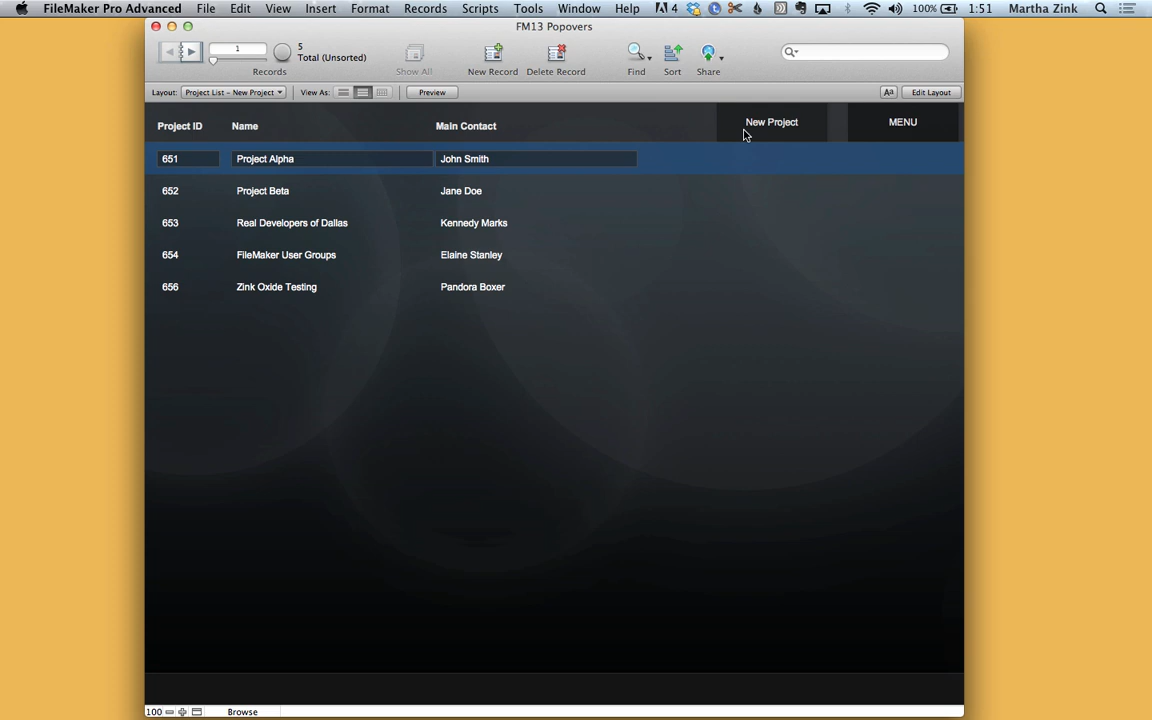 FileMaker Pro Advanced File Edit View Insert Format Records Scripts Tools Window Help 4 100% 1:51 Martha Zink
FM13 Popovers
1 5 Total (Unsorted)
Records Show All New Record Delete Record Find Sort Share
Layout: Project List - New Project View As: Preview Aa Edit Layout
Project ID Name Main Contact New Project MENU
651 Project Alpha John Smith
652 Project Beta Jane Doe
653 Real Developers of Dallas Kennedy Marks
654 FileMaker User Groups Elaine Stanley
656 Zink Oxide Testing Pandora Boxer
100 Browse